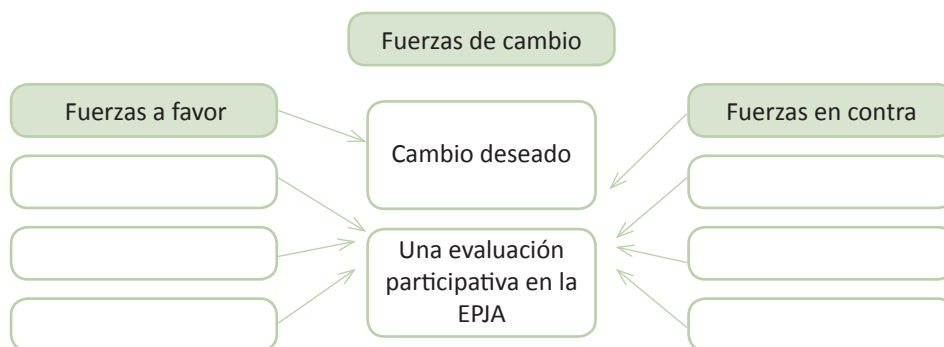 Fuerzas de cambio
Fuerzas a favor
Fuerzas en contra
Cambio deseado
Una evaluación
participativa en la
EPJA